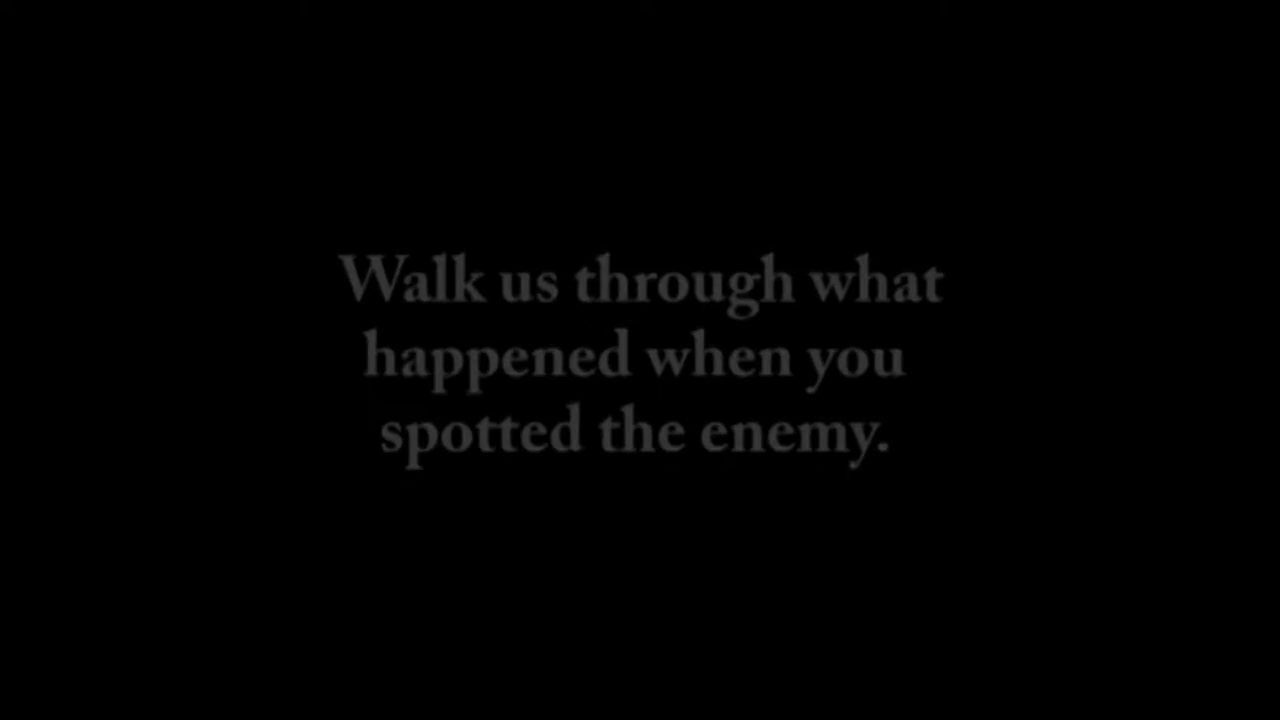 Walk us through what
happened when you
spotted the enemy.